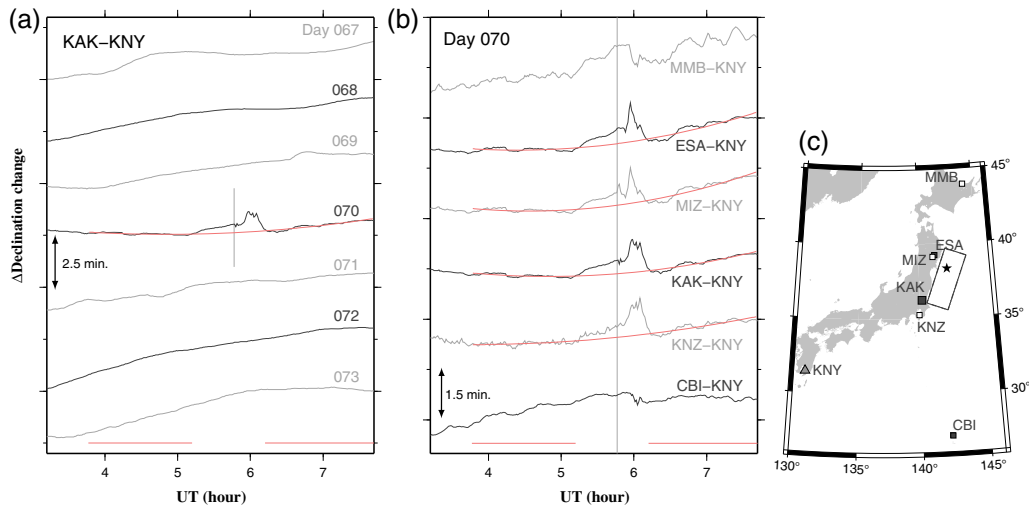 (a)
KAK–KNY
Day 067
068
069
070
071
072
073
2.5 min.
ΔDeclination change
4
5
6
7
UT (hour)
(b)
Day 070
MMB–KNY
ESA–KNY
MIZ–KNY
KAK–KNY
KNZ–KNY
CBI–KNY
1.5 min.
4
5
6
7
UT (hour)
(c)
MMB
ESA
MIZ
KAK
KNZ
KNY
CBI
45°
40°
35°
30°
130°
135°
140°
145°